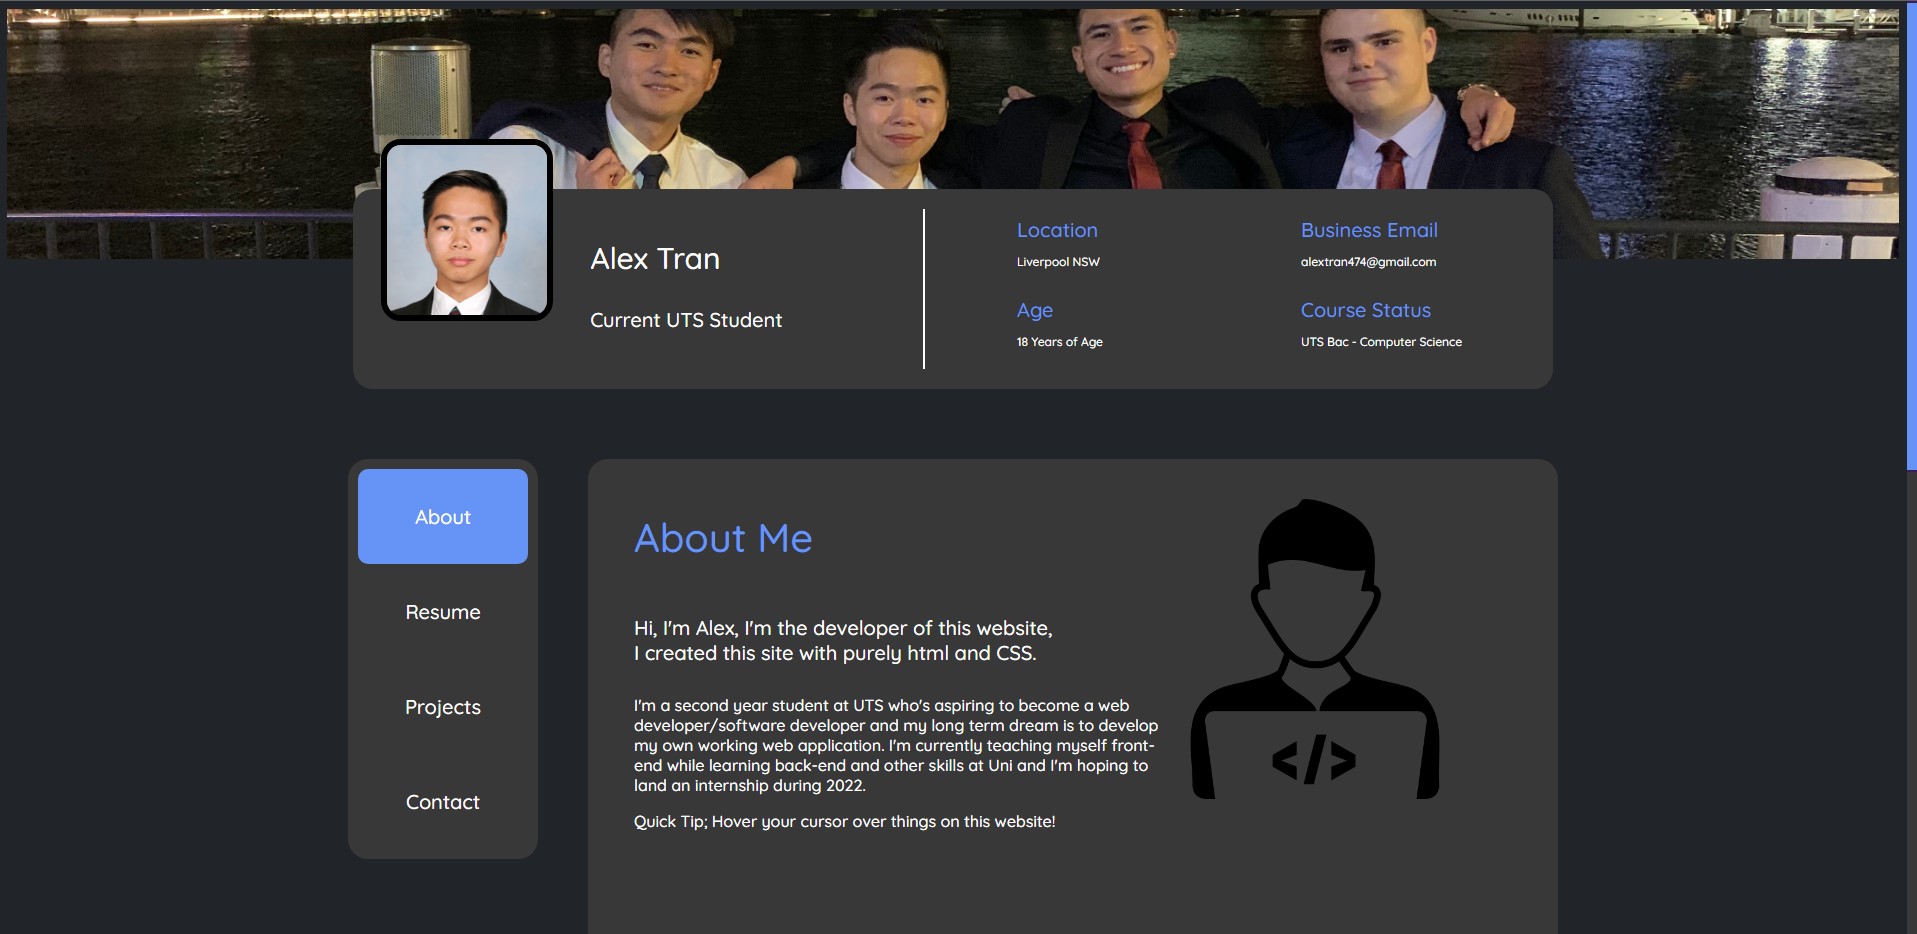 Alex Tran
Current UTS Student
Location
Liverpool NSW
Business Email
alextran474@gmail.com
Age
18 Years of Age
Course Status
UTS Bac - Computer Science
About
Resume
Projects
Contact
About Me
Hi, I'm Alex, I'm the developer of this website,
I created this site with purely html and CSS.
I'm a second year student at UTS who's aspiring to become a web
developer/software developer and my long term dream is to develop
my own working web application. I'm currently teaching myself front-
end while learning back-end and other skills at Uni and I'm hoping to
land an internship during 2022.
Quick Tip; Hover your cursor over things on this website!
</>